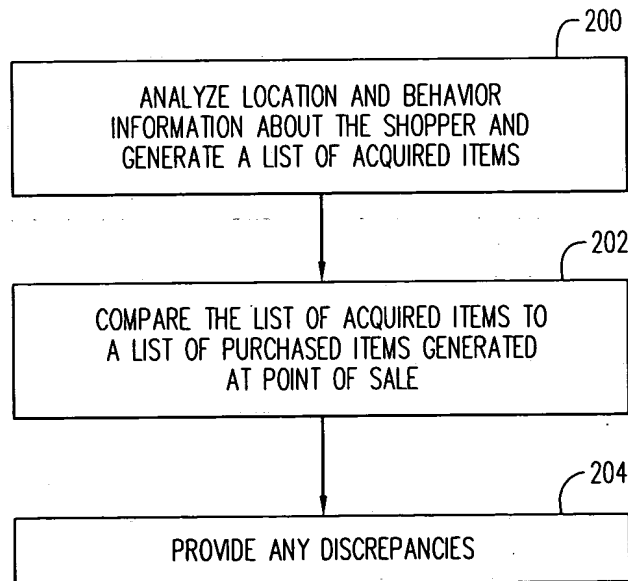 200
ANALYZE LOCATION AND BEHAVIOR
INFORMATION ABOUT THE SHOPPER AND
GENERATE A LIST OF ACQUIRED ITEMS
202
COMPARE THE LIST OF ACQUIRED ITEMS TO
A LIST OF PURCHASED ITEMS GENERATED
AT POINT OF SALE
204
PROVIDE ANY DISCREPANCIES